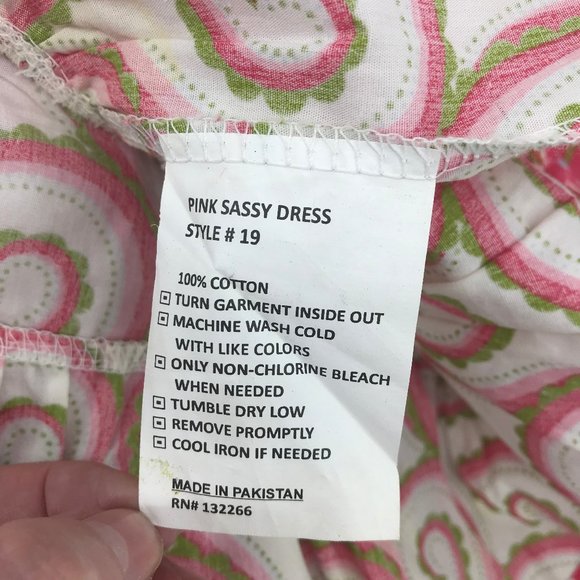 PINK SASSY DRESS
STYLE # 19
100% COTTON
TURN GARMENT INSIDE OUT
MACHINE WASH COLD
WITH LIKE COLORS
ONLY NON-CHLORINE BLEACH
WHEN NEEDED
TUMBLE DRY LOW
REMOVE PROMPTLY
COOL IRON IF NEEDED
MADE IN PAKISTAN
RN# 132266